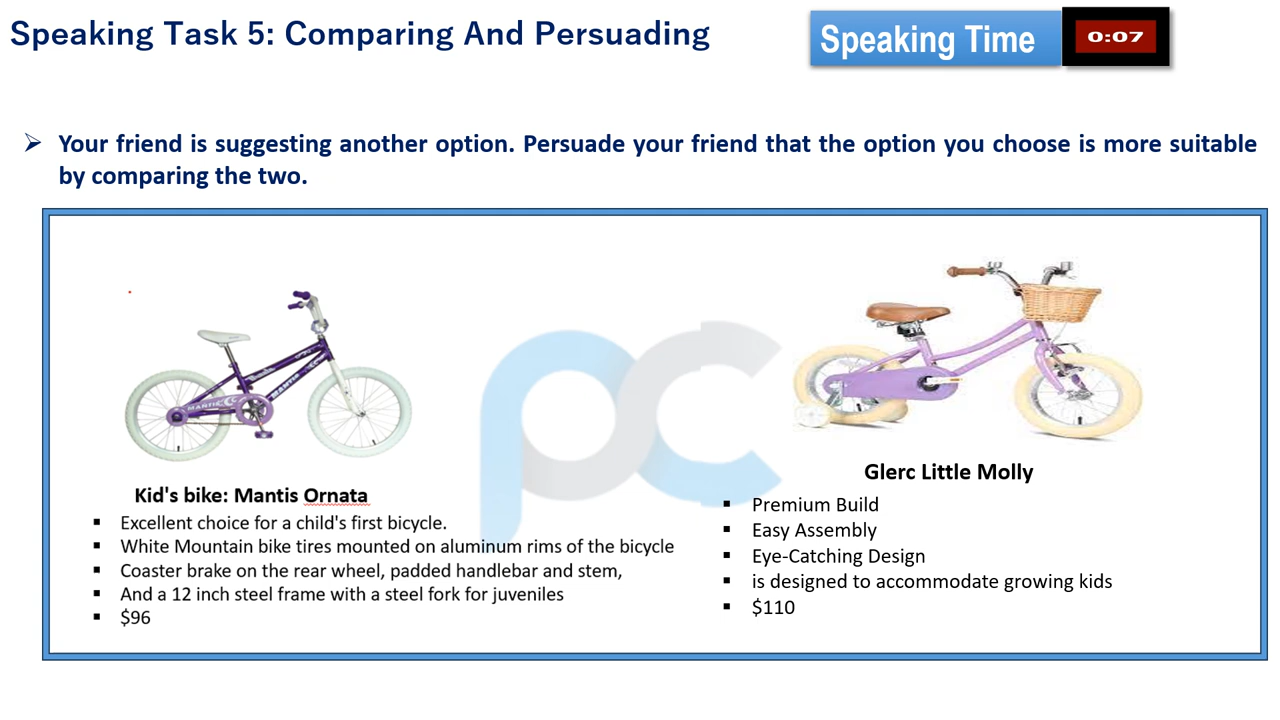 Speaking Task 5: Comparing And Persuading
Speaking Time
0:07
➢ Your friend is suggesting another option. Persuade your friend that the option you choose is more suitable
by comparing the two.
pc
MANTIS
MANTIS
Kid's bike: Mantis Ornata
▪ Excellent choice for a child's first bicycle.
▪ White Mountain bike tires mounted on aluminum rims of the bicycle
▪ Coaster brake on the rear wheel, padded handlebar and stem,
▪ And a 12 inch steel frame with a steel fork for juveniles
▪ $96
Glerc Little Molly
▪ Premium Build
▪ Easy Assembly
▪ Eye-Catching Design
▪ is designed to accommodate growing kids
▪ $110